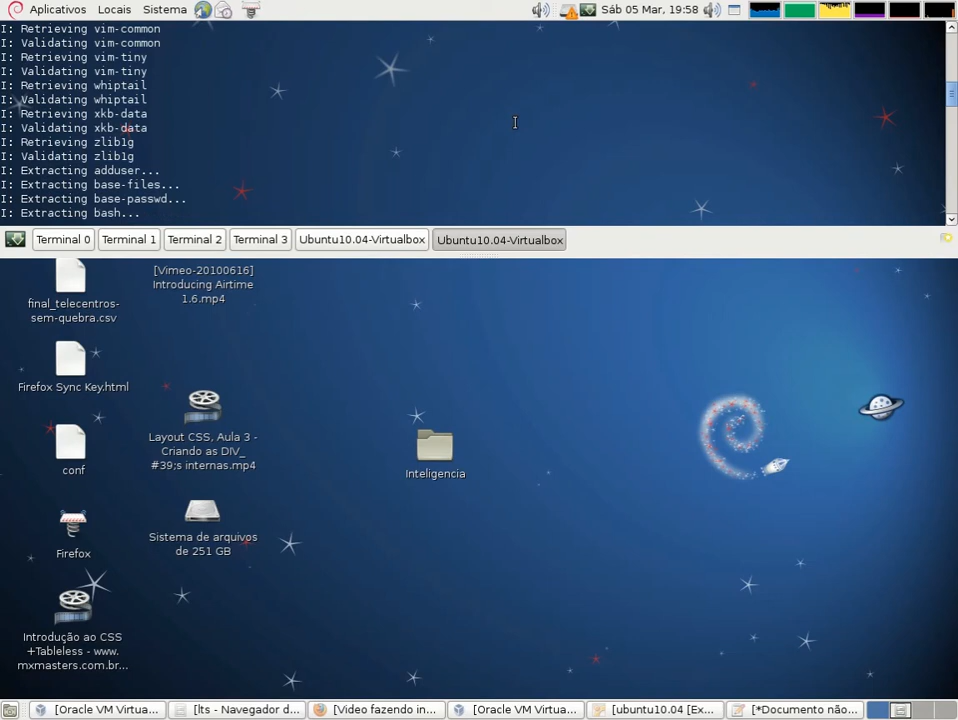 Aplicativos Locais Sistema Sáb 05 Mar, 19:58
I: Retrieving vim-common
I: Validating vim-common
I: Retrieving vim-tiny
I: Validating vim-tiny
I: Retrieving whiptail
I: Validating whiptail
I: Retrieving xkb-data
I: Validating xkb-data
I: Retrieving zlib1g
I: Validating zlib1g
I: Extracting adduser...
I: Extracting base-files...
I: Extracting base-passwd...
I: Extracting bash...
Terminal 0 Terminal 1 Terminal 2 Terminal 3 Ubuntu10.04-Virtualbox Ubuntu10.04-Virtualbox
final_telecentros-
sem-quebra.csv
[Vimeo-20100616]
Introducing Airtime
1.6.mp4
Firefox Sync Key.html
Layout CSS, Aula 3 -
Criando as DIV_
#39;s internas.mp4
conf
Inteligencia
Sistema de arquivos
de 251 GB
Firefox
Introdução ao CSS
+Tableless - www.
mxmasters.com.br...
[Oracle VM Virtua... [lts - Navegador d... [Video fazendo in... [Oracle VM Virtua... [ubuntu10.04 [Ex... [*Documento não...